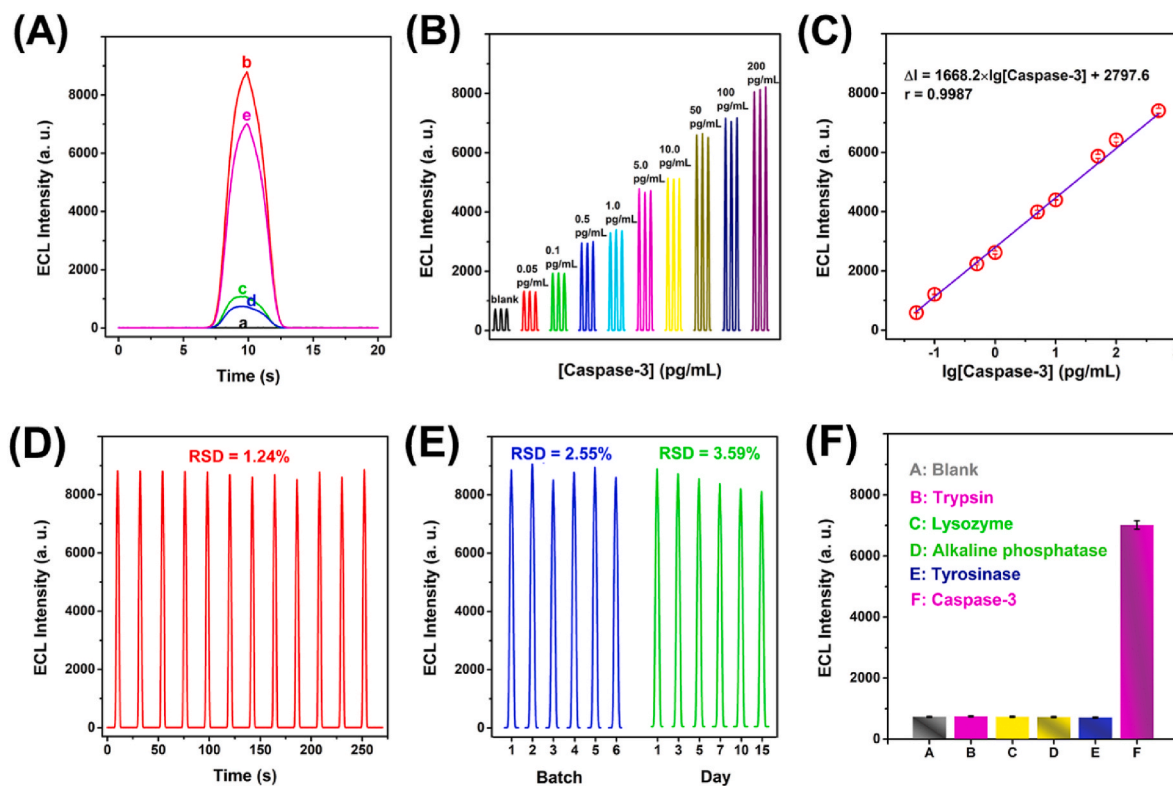 (A)
ECL Intensity (a. u.)
8000
6000
4000
2000
0
b
e
c
d
a
0
5
10
15
20
Time (s)
(B)
ECL Intensity (a. u.)
8000
6000
4000
2000
0
blank
0.05
pg/mL
0.1
pg/mL
0.5
pg/mL
1.0
pg/mL
5.0
pg/mL
10.0
pg/mL
50
pg/mL
100
pg/mL
200
pg/mL
[Caspase-3] (pg/mL)
(C)
ECL Intensity (a. u.)
8000
6000
4000
2000
0
ΔI = 1668.2×lg[Caspase-3] + 2797.6
r = 0.9987
-1
0
1
2
lg[Caspase-3] (pg/mL)
(D)
ECL Intensity (a. u.)
8000
6000
4000
2000
0
RSD = 1.24%
0
50
100
150
200
250
Time (s)
(E)
ECL Intensity (a. u.)
8000
6000
4000
2000
0
RSD = 2.55%
RSD = 3.59%
1 2 3 4 5 6
1 3 5 7 10 15
Batch
Day
(F)
ECL Intensity (a. u.)
8000
6000
4000
2000
0
A: Blank
B: Trypsin
C: Lysozyme
D: Alkaline phosphatase
E: Tyrosinase
F: Caspase-3
A B C D E F